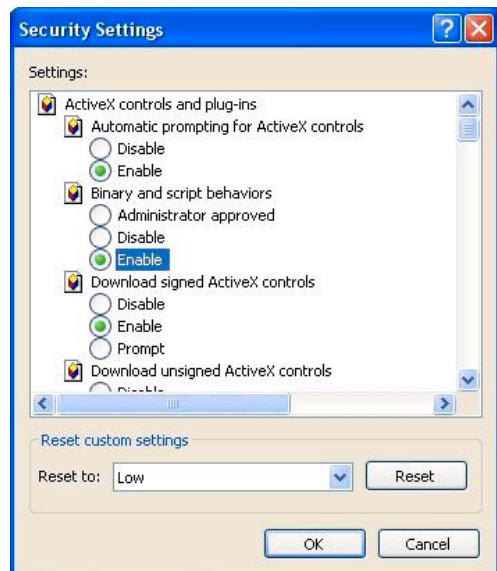 Security Settings
Settings:
ActiveX controls and plug-ins
Automatic prompting for ActiveX controls
Disable
Enable
Binary and script behaviors
Administrator approved
Disable
Enable
Download signed ActiveX controls
Disable
Enable
Prompt
Download unsigned ActiveX controls
Disable
Reset custom settings
Reset to: Low Reset
OK Cancel